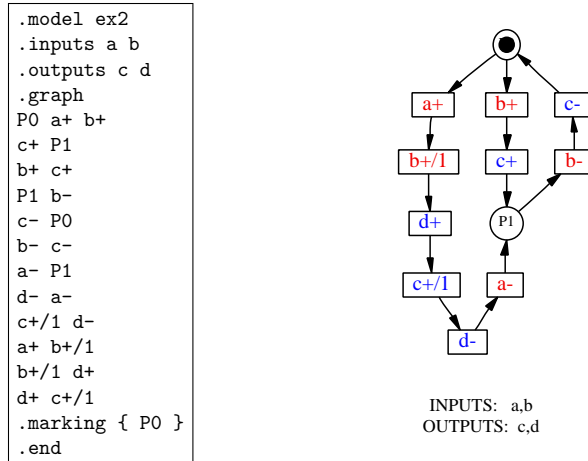 .model ex2
.inputs a b
.outputs c d
.graph
P0 a+ b+
c+ P1
b+ c+
P1 b-
c- P0
b- c-
a- P1
d- a-
c+/1 d-
a+ b+/1
b+/1 d+
d+ c+/1
.marking { P0 }
.end
a+ b+ c-
b+/1 c+ b-
d+ P1
c+/1 a-
d-
INPUTS: a,b
OUTPUTS: c,d